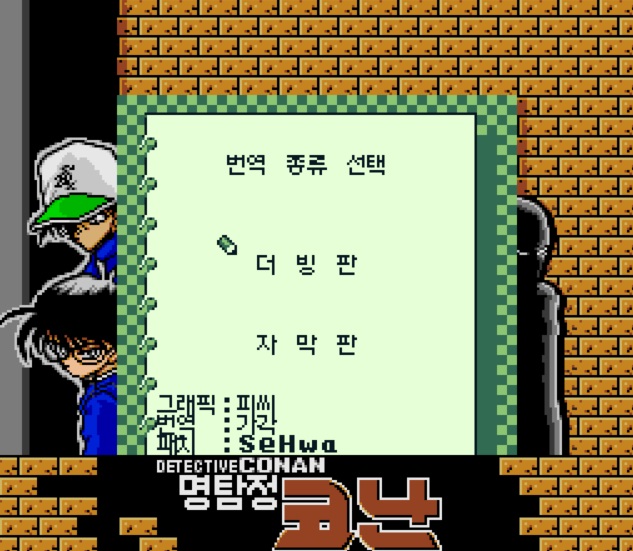 번역 종류 선택
더 빙 판
자 막 판
그래픽 : 피씨
번역 : 가각
패치 : SeHwa
DETECTIVE CONAN
명탐정 코난